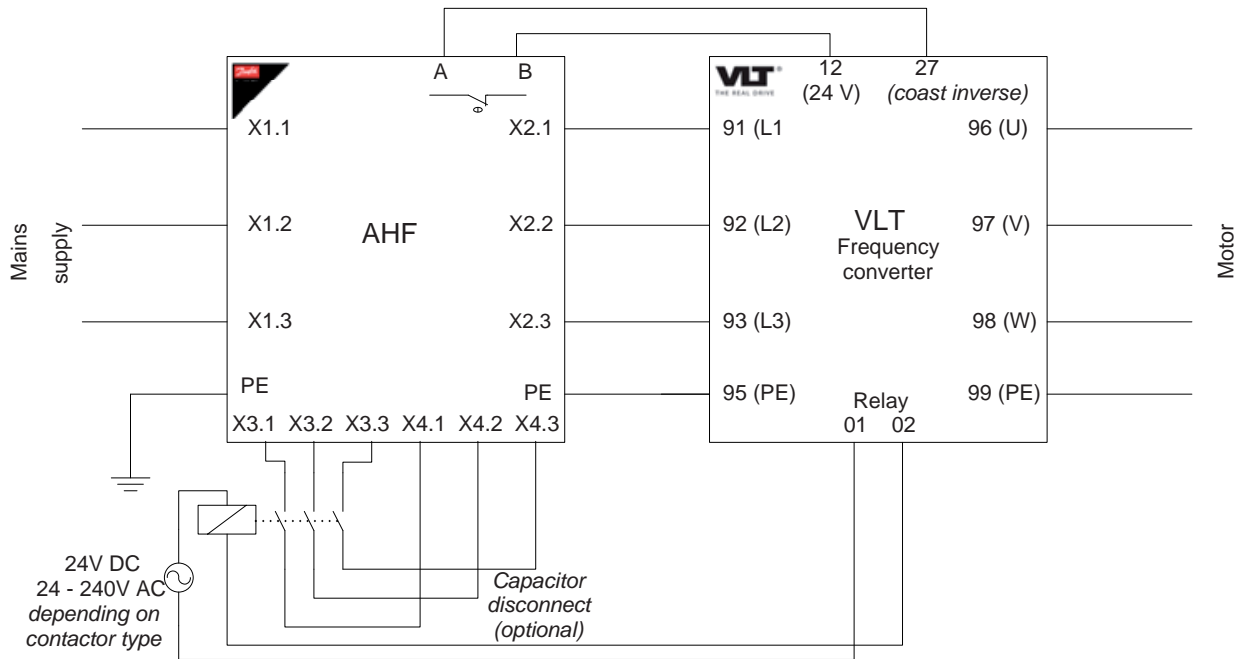 A
B
VLT®
THE REAL DRIVE
12
(24 V)
27
(coast inverse)
Mains
supply
X1.1
X1.2
X1.3
PE
AHF
X2.1
X2.2
X2.3
PE
X3.1 X3.2 X3.3 X4.1 X4.2 X4.3
91 (L1
92 (L2)
93 (L3)
95 (PE)
VLT
Frequency
converter
Relay
01 02
96 (U)
97 (V)
98 (W)
99 (PE)
Motor
24V DC
24 - 240V AC
depending on
contactor type
Capacitor
disconnect
(optional)